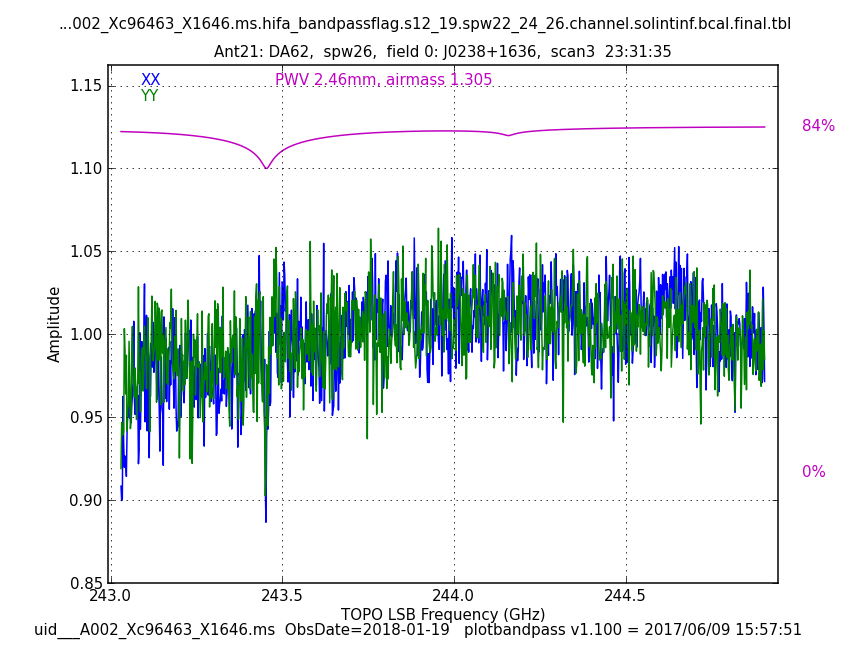 ...002_Xc96463_X1646.ms.hifa_bandpassflag.s12_19.spw22_24_26.channel.solintinf.bcal.final.tbl
Ant21: DA62, spw26, field 0: J0238+1636, scan3 23:31:35
XX
PWV 2.46mm, airmass 1.305
YY
84%
0%
1.15
1.10
1.05
1.00
0.95
0.90
0.85
Amplitude
243.0
243.5
244.0
244.5
TOPO LSB Frequency (GHz)
uid___A002_Xc96463_X1646.ms ObsDate=2018-01-19 plotbandpass v1.100 = 2017/06/09 15:57:51